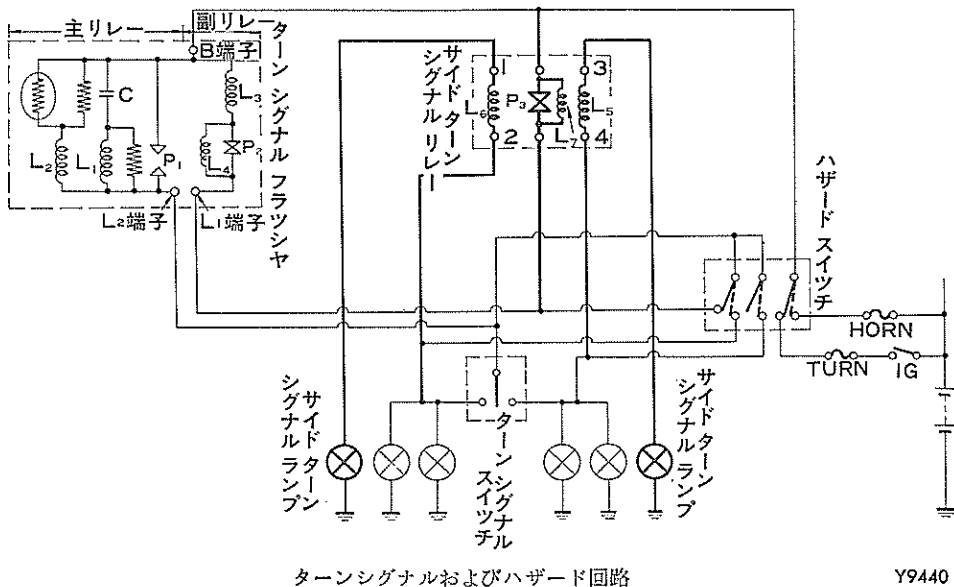 主リレー
副リレー
B端子
ターン シグナル フラツシヤ
C
L3
L2
L1
P1
L4
P2
L2端子
L1端子
サイド ターン
シグナル リレー
1
3
L6
P3
L7
L5
2
4
ハザード スイツチ
HORN
TURN
IG
サイド ターン
シグナル ランプ
ターン シグナル
スイツチ
サイド ターン
シグナル ランプ
ターンシグナルおよびハザード回路
Y9440